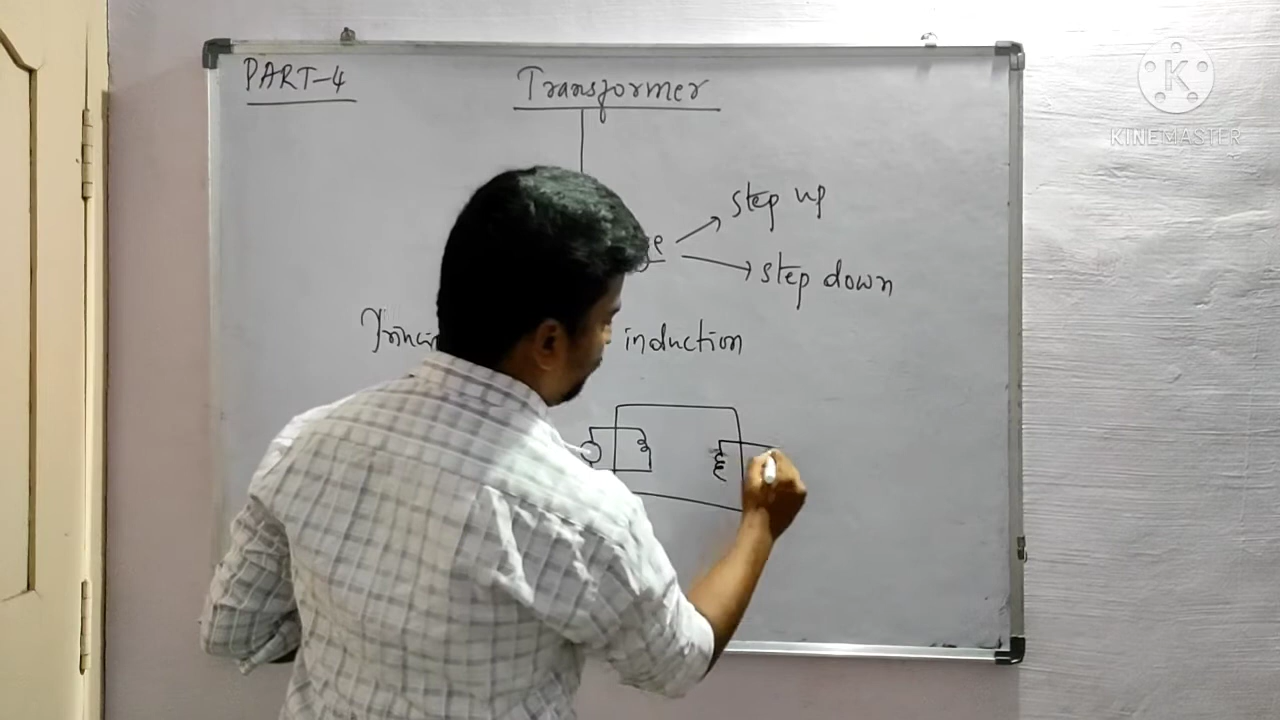 PART-4
Transformer
step up
step down
induction
K
KINEMASTER